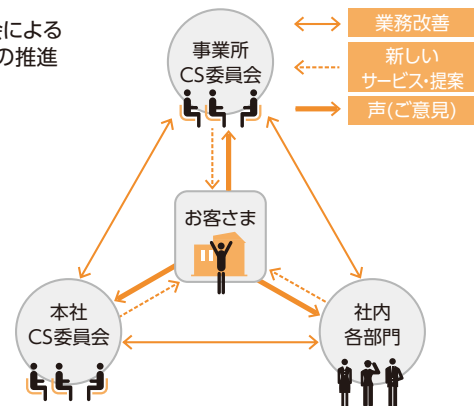 による
の推進
事業所
CS委員会
業務改善
新しい
サービス・提案
声(ご意見)
お客さま
本社
CS委員会
社内
各部門